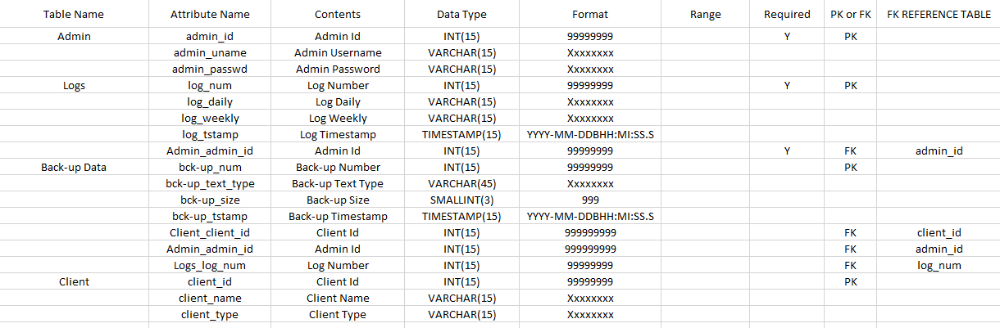 Table Name Attribute Name Contents Data Type Format Range Required PK or FK FK REFERENCE TABLE
Admin admin_id Admin Id INT(15) 99999999 Y PK
admin_uname Admin Username VARCHAR(15) Xxxxxxxx
admin_passwd Admin Password VARCHAR(15) Xxxxxxxx
Logs log_num Log Number INT(15) 99999999 Y PK
log_daily Log Daily VARCHAR(15) Xxxxxxxx
log_weekly Log Weekly VARCHAR(15) Xxxxxxxx
log_tstamp Log Timestamp TIMESTAMP(15) YYYY-MM-DDBHH:MI:SS.S
Admin_admin_id Admin Id INT(15) 99999999 Y FK admin_id
Back-up Data bck-up_num Back-up Number INT(15) 99999999 PK
bck-up_text_type Back-up Text Type VARCHAR(45) Xxxxxxxx
bck-up_size Back-up Size SMALLINT(3) 999
bck-up_tstamp Back-up Timestamp TIMESTAMP(15) YYYY-MM-DDBHH:MI:SS.S
Client_client_id Client Id INT(15) 999999999 FK client_id
Admin_admin_id Admin Id INT(15) 999999999 FK admin_id
Logs_log_num Log Number INT(15) 99999999 FK log_num
Client client_id Client Id INT(15) 99999999 PK
client_name Client Name VARCHAR(15) Xxxxxxxx
client_type Client Type VARCHAR(15) Xxxxxxxx